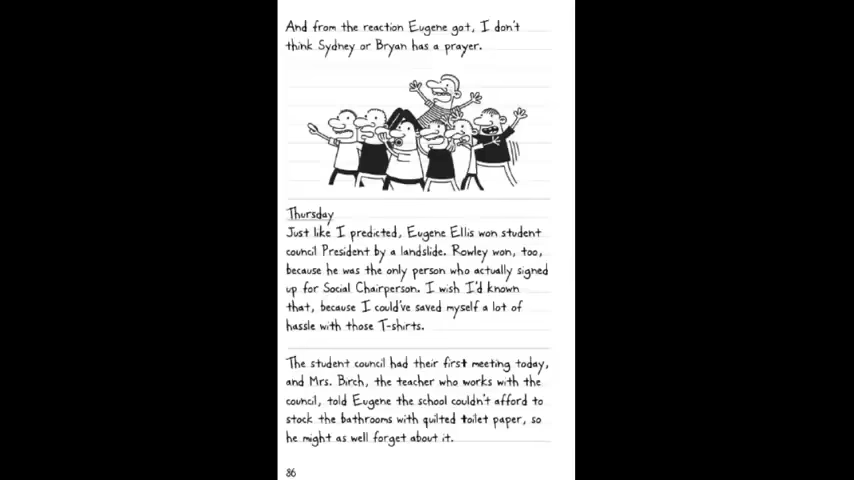 And from the reaction Eugene got, I don't
think Sydney or Bryan has a prayer.
Thursday
Just like I predicted, Eugene Ellis won student
council President by a landslide. Rowley won, too,
because he was the only person who actually signed
up for Social Chairperson. I wish I'd known
that, because I could've saved myself a lot of
hassle with those T-shirts.
The student council had their first meeting today,
and Mrs. Birch, the teacher who works with the
council, told Eugene the school couldn't afford to
stock the bathrooms with quilted toilet paper, so
he might as well forget about it.
86